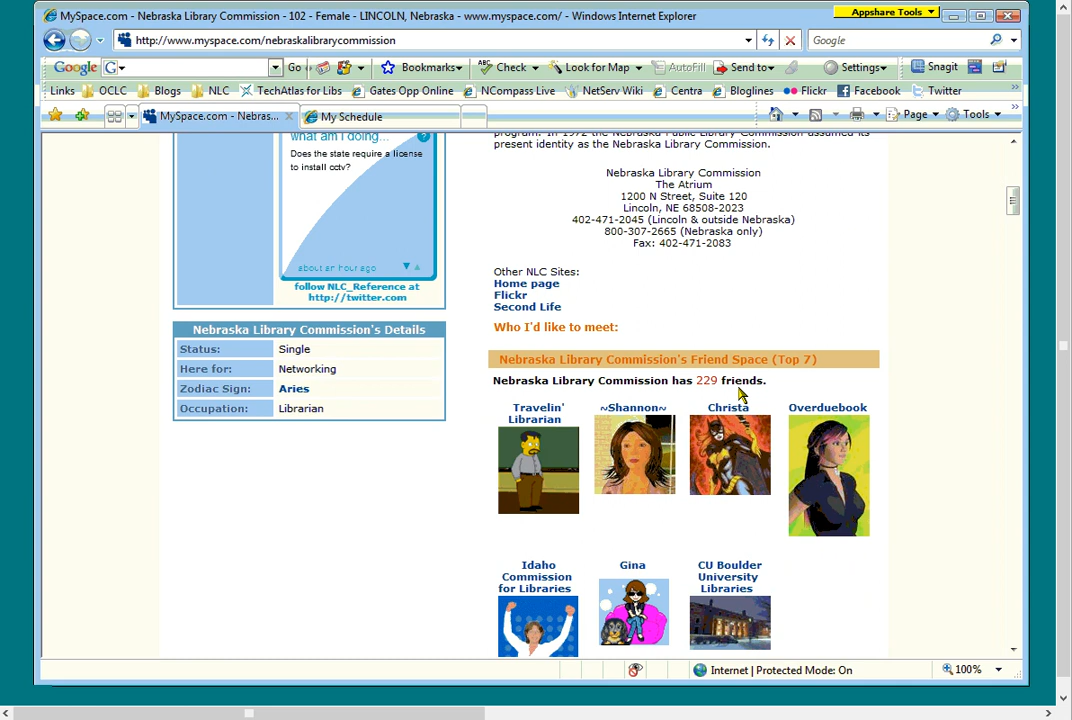 MySpace.com - Nebraska Library Commission - 102 - Female - LINCOLN, Nebraska - www.myspace.com/ - Windows Internet Explorer
Appshare Tools
http://www.myspace.com/nebraskalibrarycommission
Google
Google
G
Go
Bookmarks
ABC
Check
Look for Map
AutoFill
Send to
Settings
Snagit
Links
OCLC
Blogs
NLC
TechAtlas for Libs
Gates Opp Online
NCompass Live
NetServ Wiki
Centra
Bloglines
Flickr
Facebook
Twitter
MySpace.com - Nebras...
My Schedule
Page
Tools
what am I doing...
Does the state require a license
to install cctv?
about an hour ago
follow NLC_Reference at
http://twitter.com
Nebraska Library Commission's Details
Status: Single
Here for: Networking
Zodiac Sign: Aries
Occupation: Librarian
program. In 1972 the Nebraska Public Library Commission assumed its
present identity as the Nebraska Library Commission.
Nebraska Library Commission
The Atrium
1200 N Street, Suite 120
Lincoln, NE 68508-2023
402-471-2045 (Lincoln & outside Nebraska)
800-307-2665 (Nebraska only)
Fax: 402-471-2083
Other NLC Sites:
Home page
Flickr
Second Life
Who I'd like to meet:
Nebraska Library Commission's Friend Space (Top 7)
Nebraska Library Commission has 229 friends.
Travelin'
Librarian
~Shannon~
Christa
Overduebook
Idaho
Commission
for Libraries
Gina
CU Boulder
University
Libraries
Internet | Protected Mode: On
100%